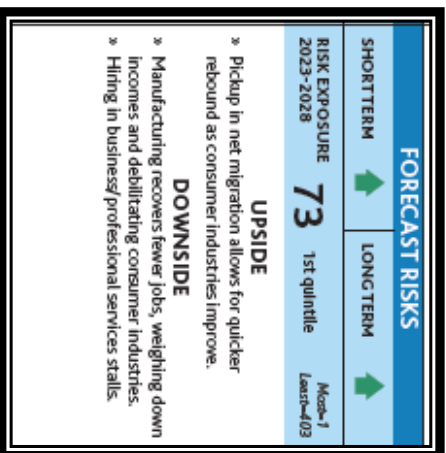 FORECAST RISKS
SHORT TERM
LONG TERM
RISK EXPOSURE
2023-2028
73
1st quintile
Most=1
Least=403
UPSIDE
» Pickup in net migration allows for quicker
rebound as consumer industries improve.
DOWNSIDE
» Manufacturing recovers fewer jobs, weighing down
incomes and debilitating consumer industries.
» Hiring in business/professional services stalls.